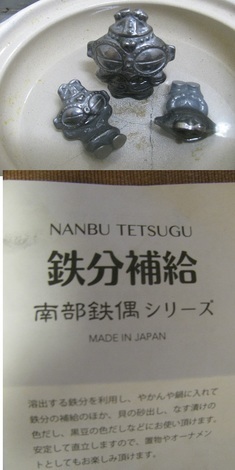 NANBU TETSUGU
鉄分補給
南部鉄偶シリーズ
MADE IN JAPAN
溶出する鉄分を利用し、やかんや鍋に入れて
鉄分の補給のほか、貝の砂出し、なす漬けの
色だし、黒豆の色だしなどにお使い頂けます。
安定して直立しますので、置物やオーナメン
トとしてもお楽しみ頂けます。